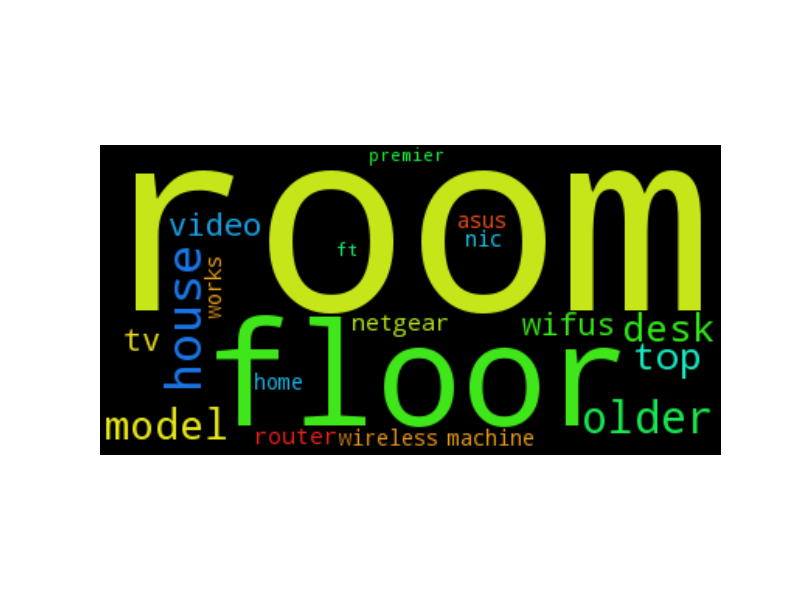 premier
room
video
asus
nic
ft
works
house
netgear
wifus
desk
tv
floor
top
home
model
older
router
wireless
machine